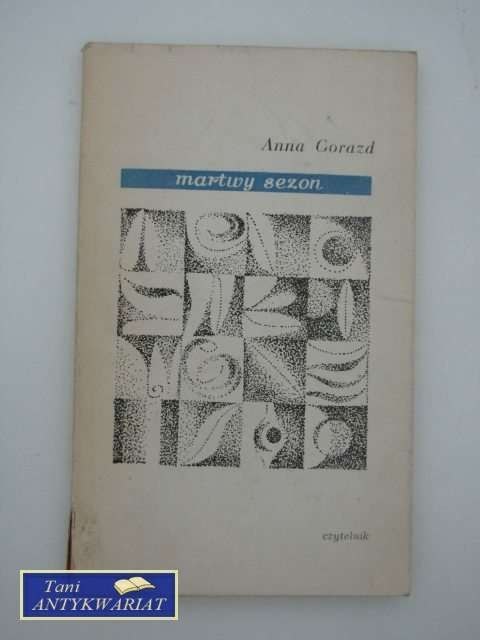 Anna Gorazd
martwy sezon
czytelnik
Tani
ANTYKWARIAT